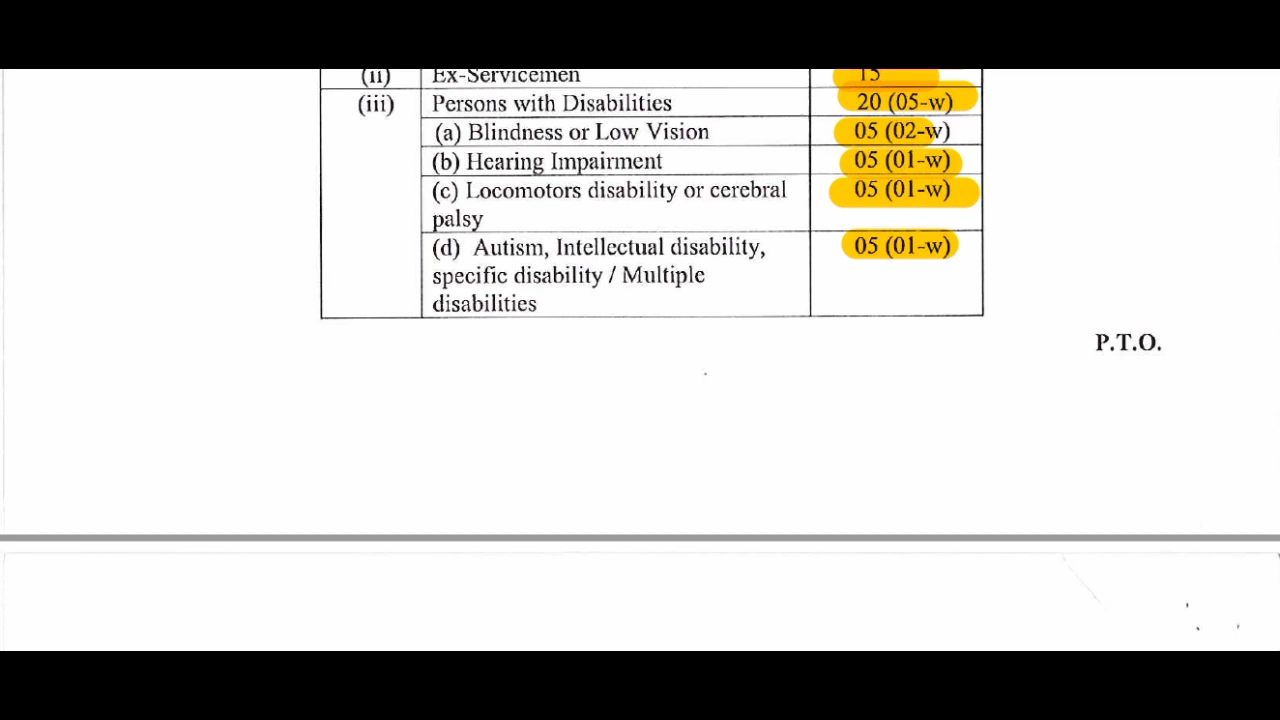 (ii) Ex-Servicemen 15
(iii) Persons with Disabilities 20 (05-w)
(a) Blindness or Low Vision 05 (02-w)
(b) Hearing Impairment 05 (01-w)
(c) Locomotors disability or cerebral 05 (01-w)
palsy
(d) Autism, Intellectual disability, 05 (01-w)
specific disability / Multiple
disabilities
P.T.O.